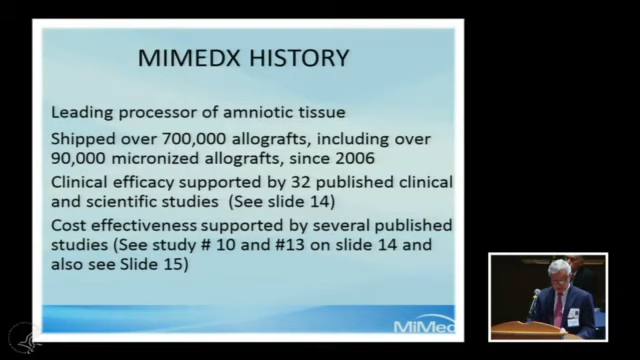 MIMEDX HISTORY
Leading processor of amniotic tissue
Shipped over 700,000 allografts, including over
90,000 micronized allografts, since 2006
Clinical efficacy supported by 32 published clinical
and scientific studies (See slide 14)
Cost effectiveness supported by several published
studies (See study # 10 and #13 on slide 14 and
also see Slide 15)
MiMed